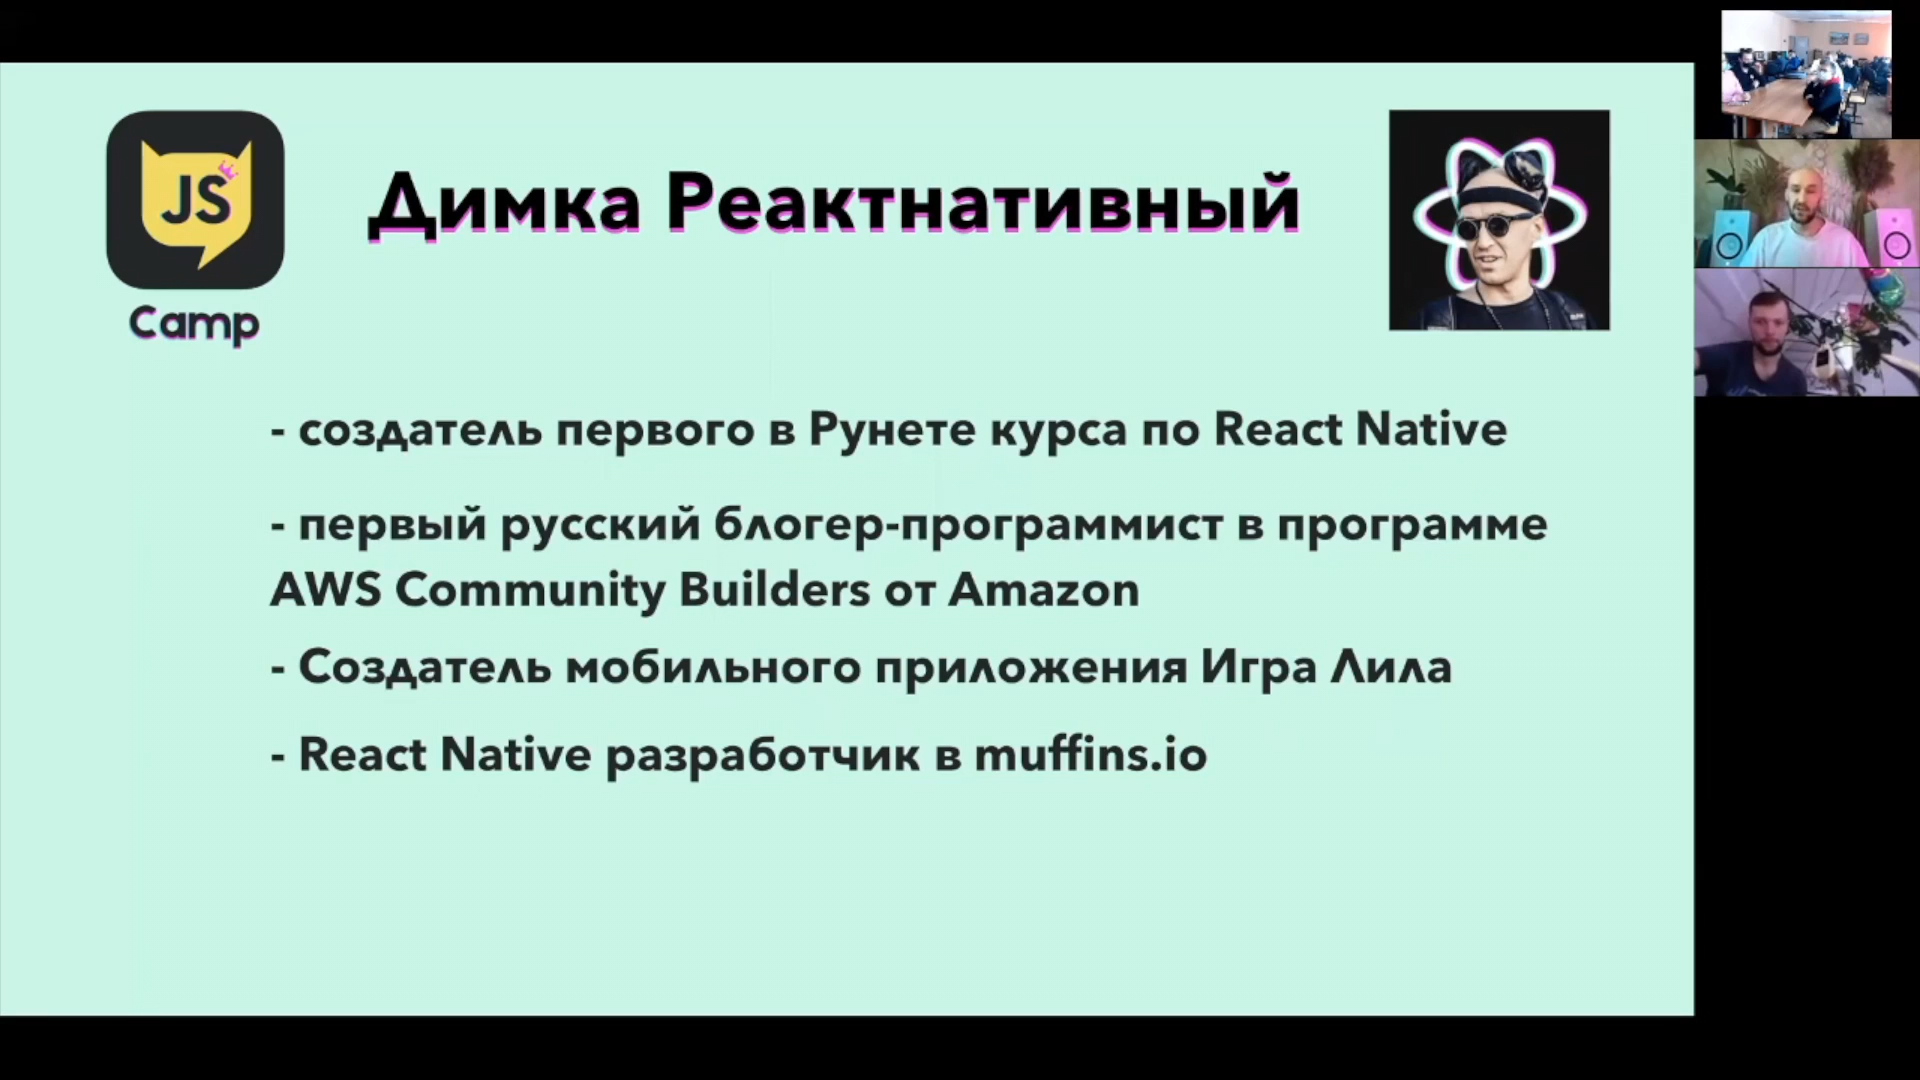 JS
Camp
Димка Реактнативный
- создатель первого в Рунете курса по React Native
- первый русский блогер-программист в программе
AWS Community Builders от Amazon
- Создатель мобильного приложения Игра Лила
- React Native разработчик в muffins.io